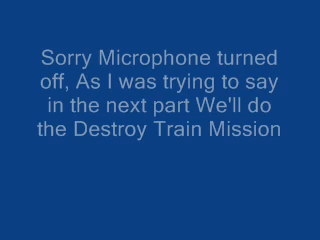 Sorry Microphone turned
off, As I was trying to say
in the next part We'll do
the Destroy Train Mission